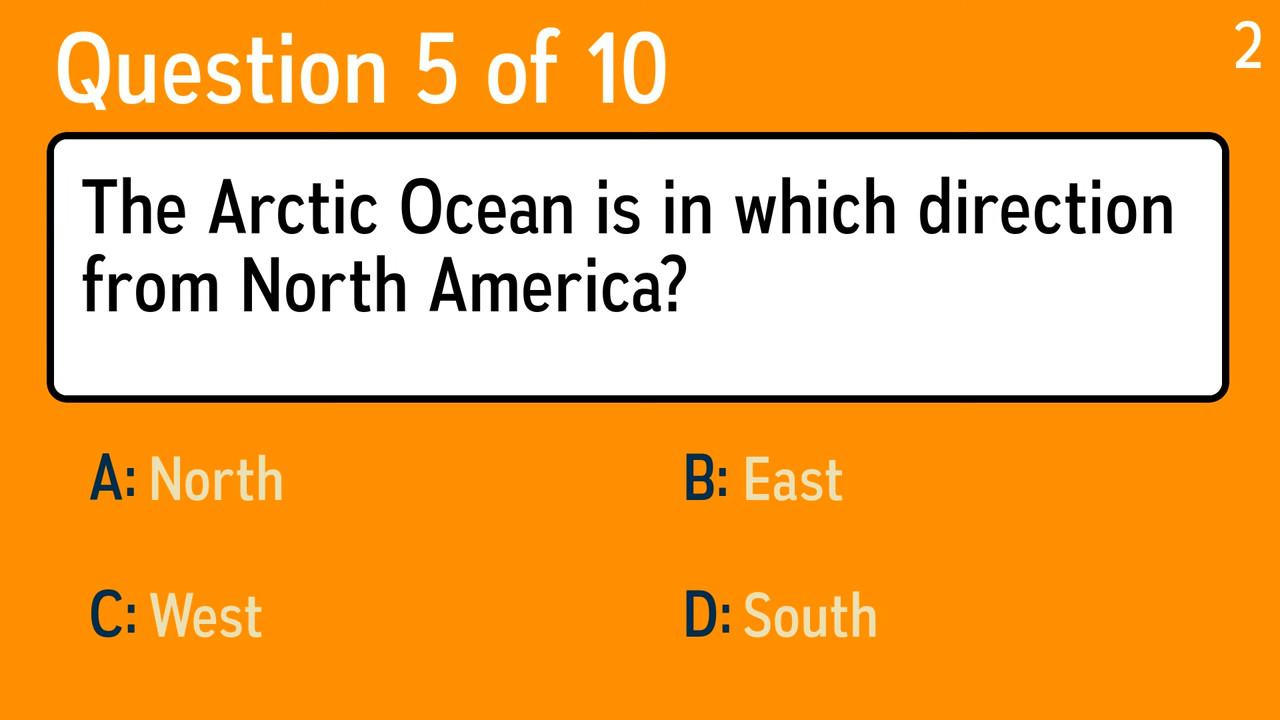 Question 5 of 10
2
The Arctic Ocean is in which direction
from North America?
A: North
B: East
C: West
D: South